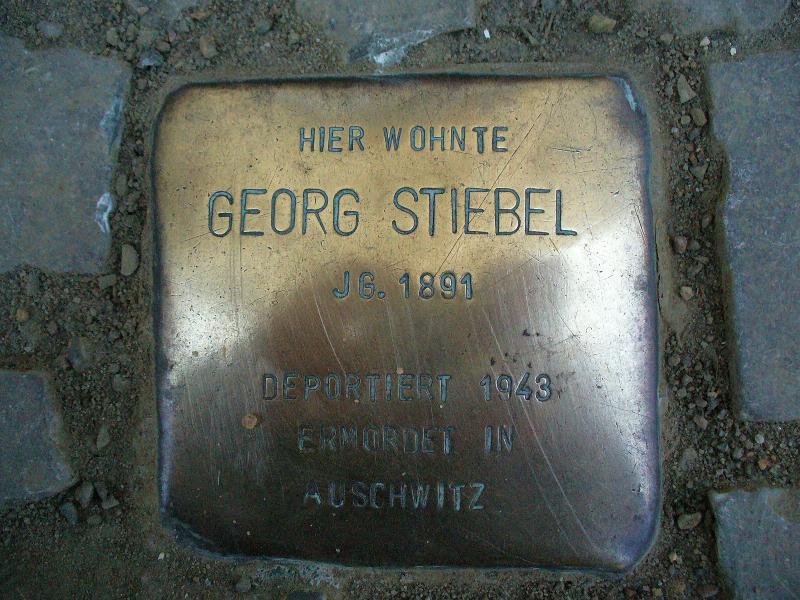 HIER WOHNTE
GEORG STIEBEL
JG. 1891
DEPORTIERT 1943
ERMORDET IN
AUSCHWITZ